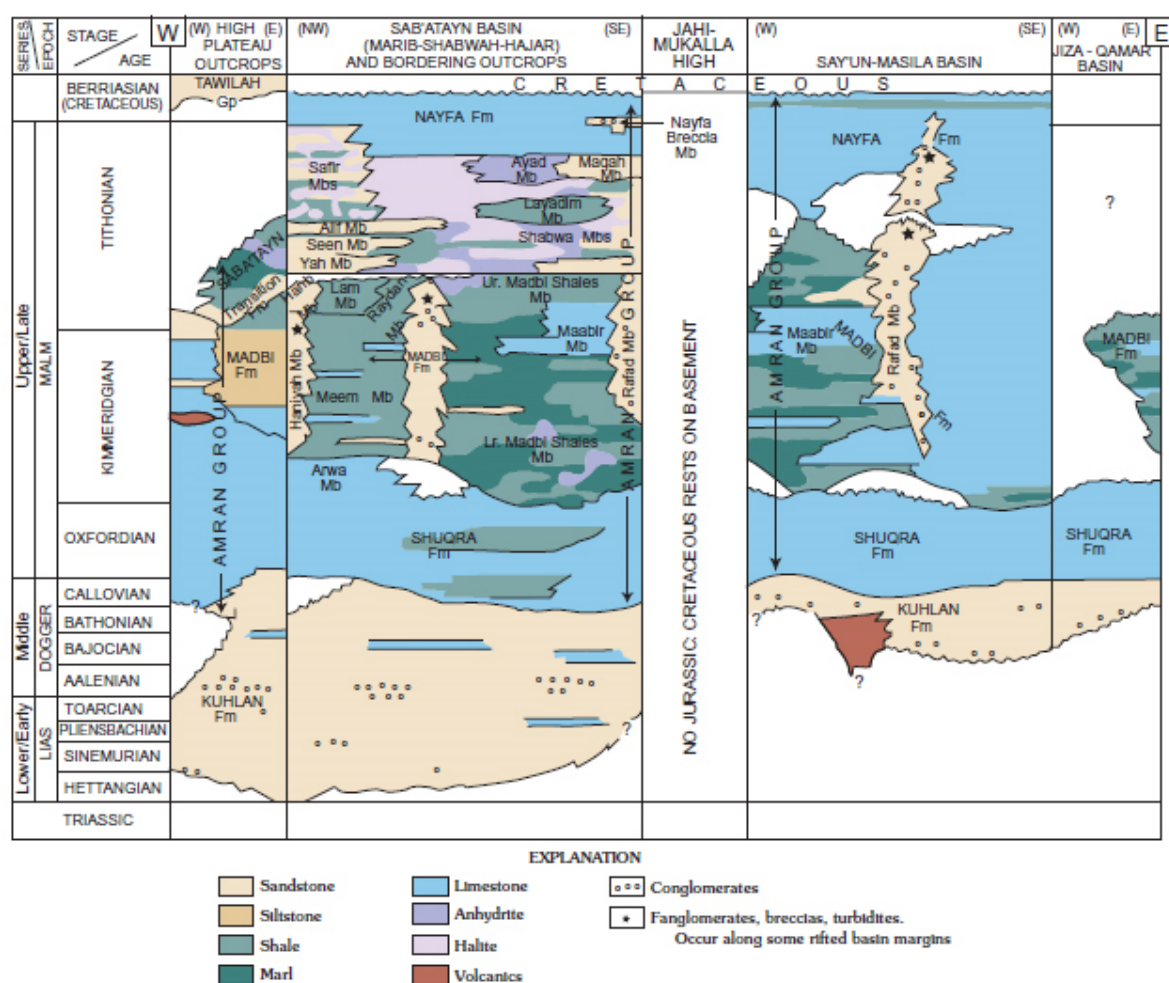 SERIES
EPOCH
STAGE
AGE
W
(W) HIGH (E)
PLATEAU
OUTCROPS
(NW) SAB'ATAYN BASIN (SE)
(MARIB-SHABWAH-HAJAR)
AND BORDERING OUTCROPS
JAHI-
MUKALLA
HIGH
(W) (SE)
SAY'UN-MASILA BASIN
(W) (E)
JIZA - QAMAR
BASIN
E
BERRIASIAN
(CRETACEOUS)
TAWILAH
Gp
C R E T A C E O U S
Upper/Late
MALM
TITHONIAN
KIMMERIDGIAN
OXFORDIAN
Middle
DOGGER
CALLOVIAN
BATHONIAN
BAJOCIAN
AALENIAN
Lower/Early
LIAS
TOARCIAN
PLIENSBACHIAN
SINEMURIAN
HETTANGIAN
TRIASSIC
SABATAYN
Transition
Fm
MADBI
Fm
AMRAN GROUP
?
KUHLAN
Fm
NAYFA Fm
Nayfa
Breccia
Mb
Safir
Mbs
Ayad
Mb
Maqah
Mb
Layadim
Mb
Alif Mb
Seen Mb
Yah Mb
Shabwa Mbs
Harib
Mb
Lam
Mb
Raydan
Mb
Ur. Madbi Shales
Mb
Maabir
Mb
Haniyah Mb
MADBI
Fm
Meem Mb
Rafad Mb
Lr. Madbi Shales
Mb
Arwa
Mb
AMRAN GROUP
SHUQRA
Fm
?
NO JURASSIC: CRETACEOUS RESTS ON BASEMENT
NAYFA Fm
AMRAN GROUP
Maabir
Mb
MADBI
Fm
Rafad Mb
SHUQRA
Fm
KUHLAN
Fm
?
?
?
MADBI
Fm
SHUQRA
Fm
EXPLANATION
Sandstone
Siltstone
Shale
Marl
Limestone
Anhydrite
Halite
Volcanics
Conglomerates
Fanglomerates, breccias, turbidites.
Occur along some rifted basin margins